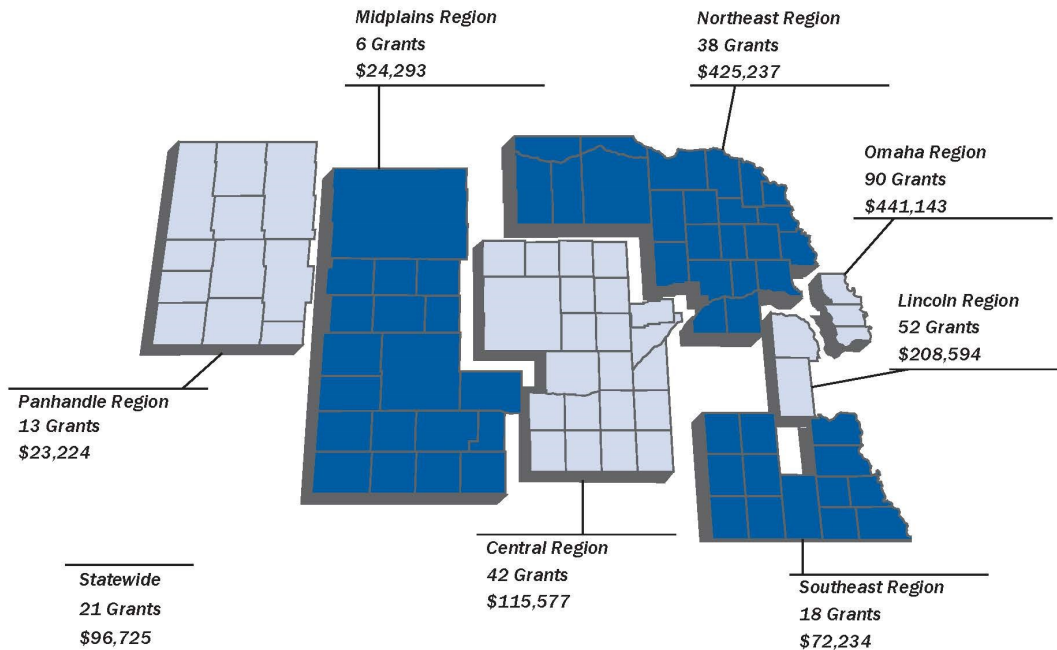 Midplains Region
6 Grants
$24,293
Northeast Region
38 Grants
$425,237
Omaha Region
90 Grants
$441,143
Lincoln Region
52 Grants
$208,594
Panhandle Region
13 Grants
$23,224
Central Region
42 Grants
$115,577
Southeast Region
18 Grants
$72,234
Statewide
21 Grants
$96,725